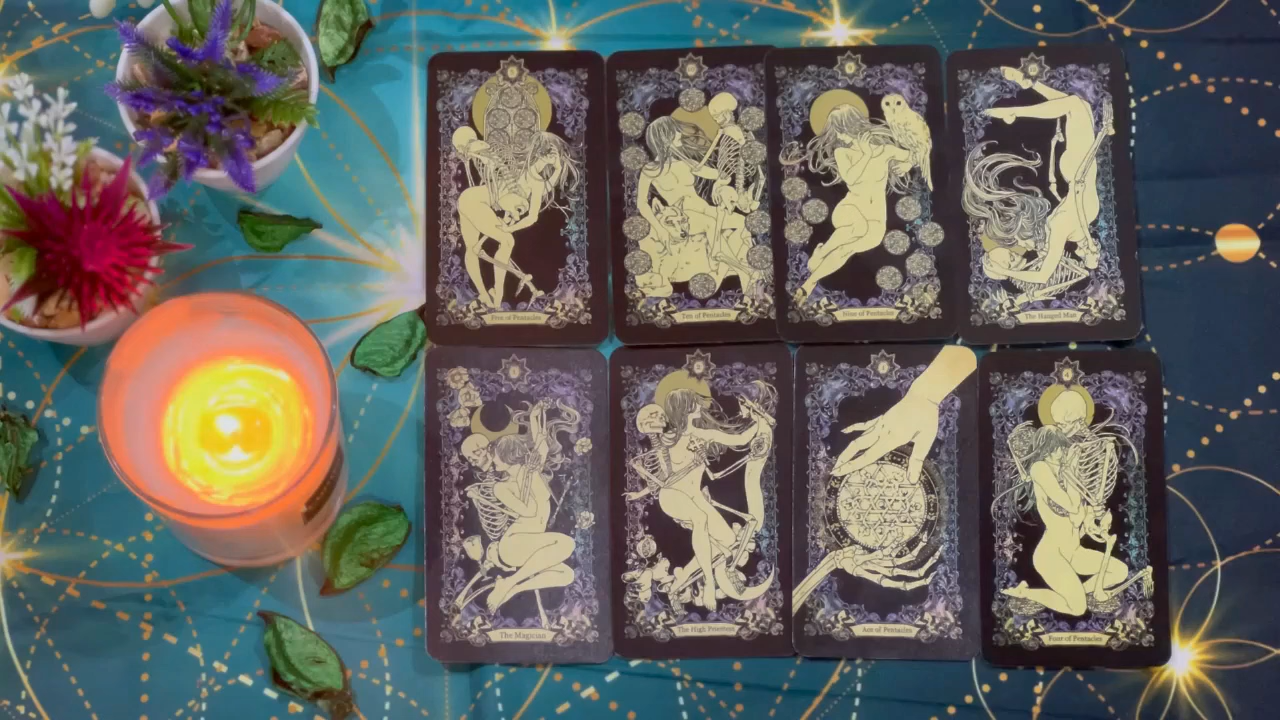 Five of Pentacles
Ten of Pentacles
Nine of Pentacles
The Hanged Man
The Magician
The High Priestess
Ace of Pentacles
Four of Pentacles